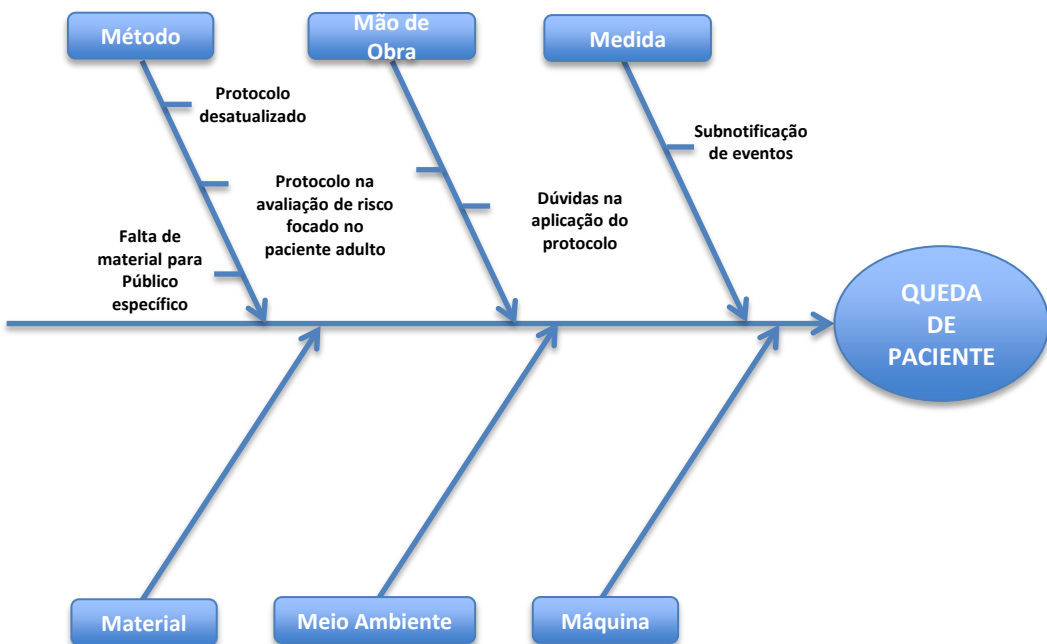 Método
Mão de
Obra
Medida
Protocolo
desatualizado
Subnotificação
de eventos
Protocolo na
avaliação de risco
focado no
paciente adulto
Dúvidas na
aplicação do
protocolo
Falta de
material para
Público
específico
QUEDA
DE
PACIENTE
Material
Meio Ambiente
Máquina